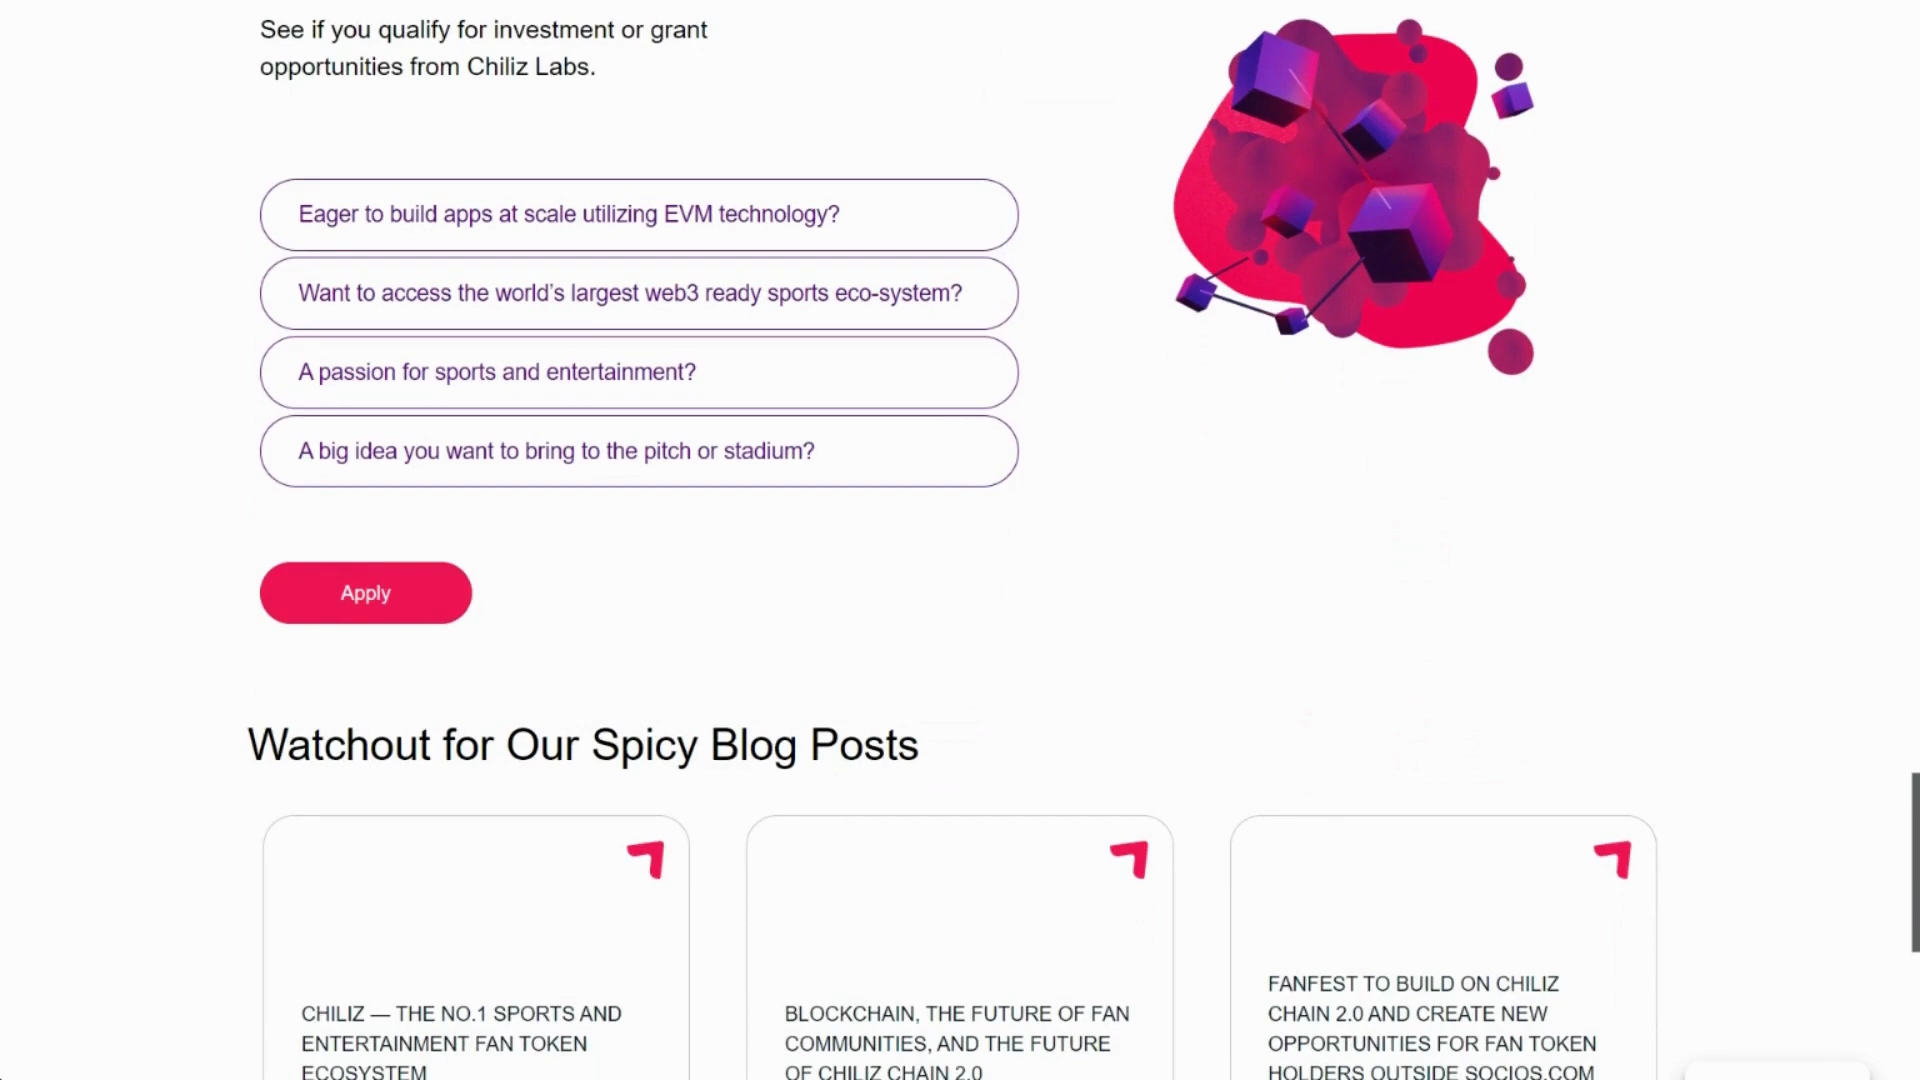 See if you qualify for investment or grant
opportunities from Chiliz Labs.
Eager to build apps at scale utilizing EVM technology?
Want to access the world’s largest web3 ready sports eco-system?
A passion for sports and entertainment?
A big idea you want to bring to the pitch or stadium?
Apply
Watchout for Our Spicy Blog Posts
CHILIZ — THE NO.1 SPORTS AND
ENTERTAINMENT FAN TOKEN
ECOSYSTEM
BLOCKCHAIN, THE FUTURE OF FAN
COMMUNITIES, AND THE FUTURE
OF CHILIZ CHAIN 2.0
FANFEST TO BUILD ON CHILIZ
CHAIN 2.0 AND CREATE NEW
OPPORTUNITIES FOR FAN TOKEN
HOLDERS OUTSIDE SOCIOS.COM